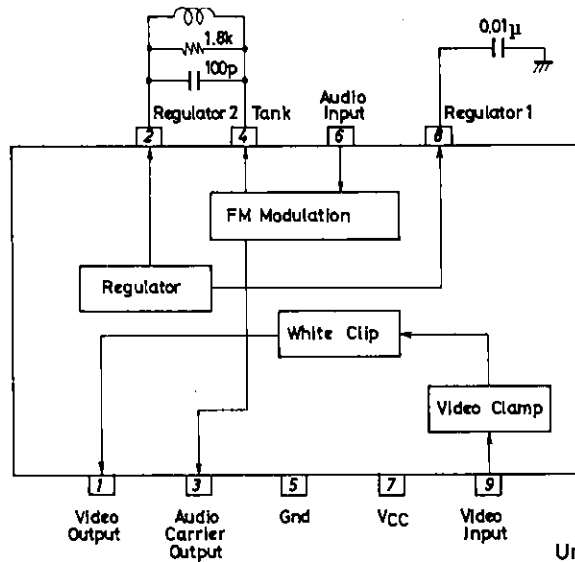 1.8k
100p
0.01μ
Regulator 2
Tank
Audio
Input
Regulator 1
2
4
6
8
FM Modulation
Regulator
White Clip
Video Clamp
1
3
5
7
9
Video
Output
Audio
Carrier
Output
Gnd
VCC
Video
Input
Un